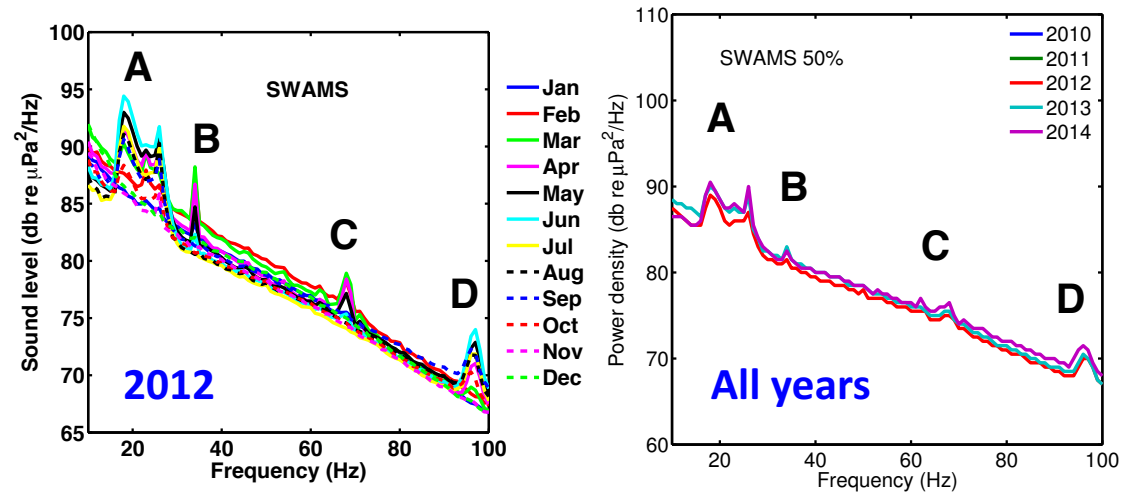 100
95
90
85
80
75
70
65
20
40
60
80
100
Sound level (db re μPa²/Hz)
Frequency (Hz)
SWAMS
A
B
C
D
2012
Jan
Feb
Mar
Apr
May
Jun
Jul
Aug
Sep
Oct
Nov
Dec
110
100
90
80
70
60
20
40
60
80
100
Power density (db re μPa²/Hz)
Frequency (Hz)
SWAMS 50%
A
B
C
D
All years
2010
2011
2012
2013
2014